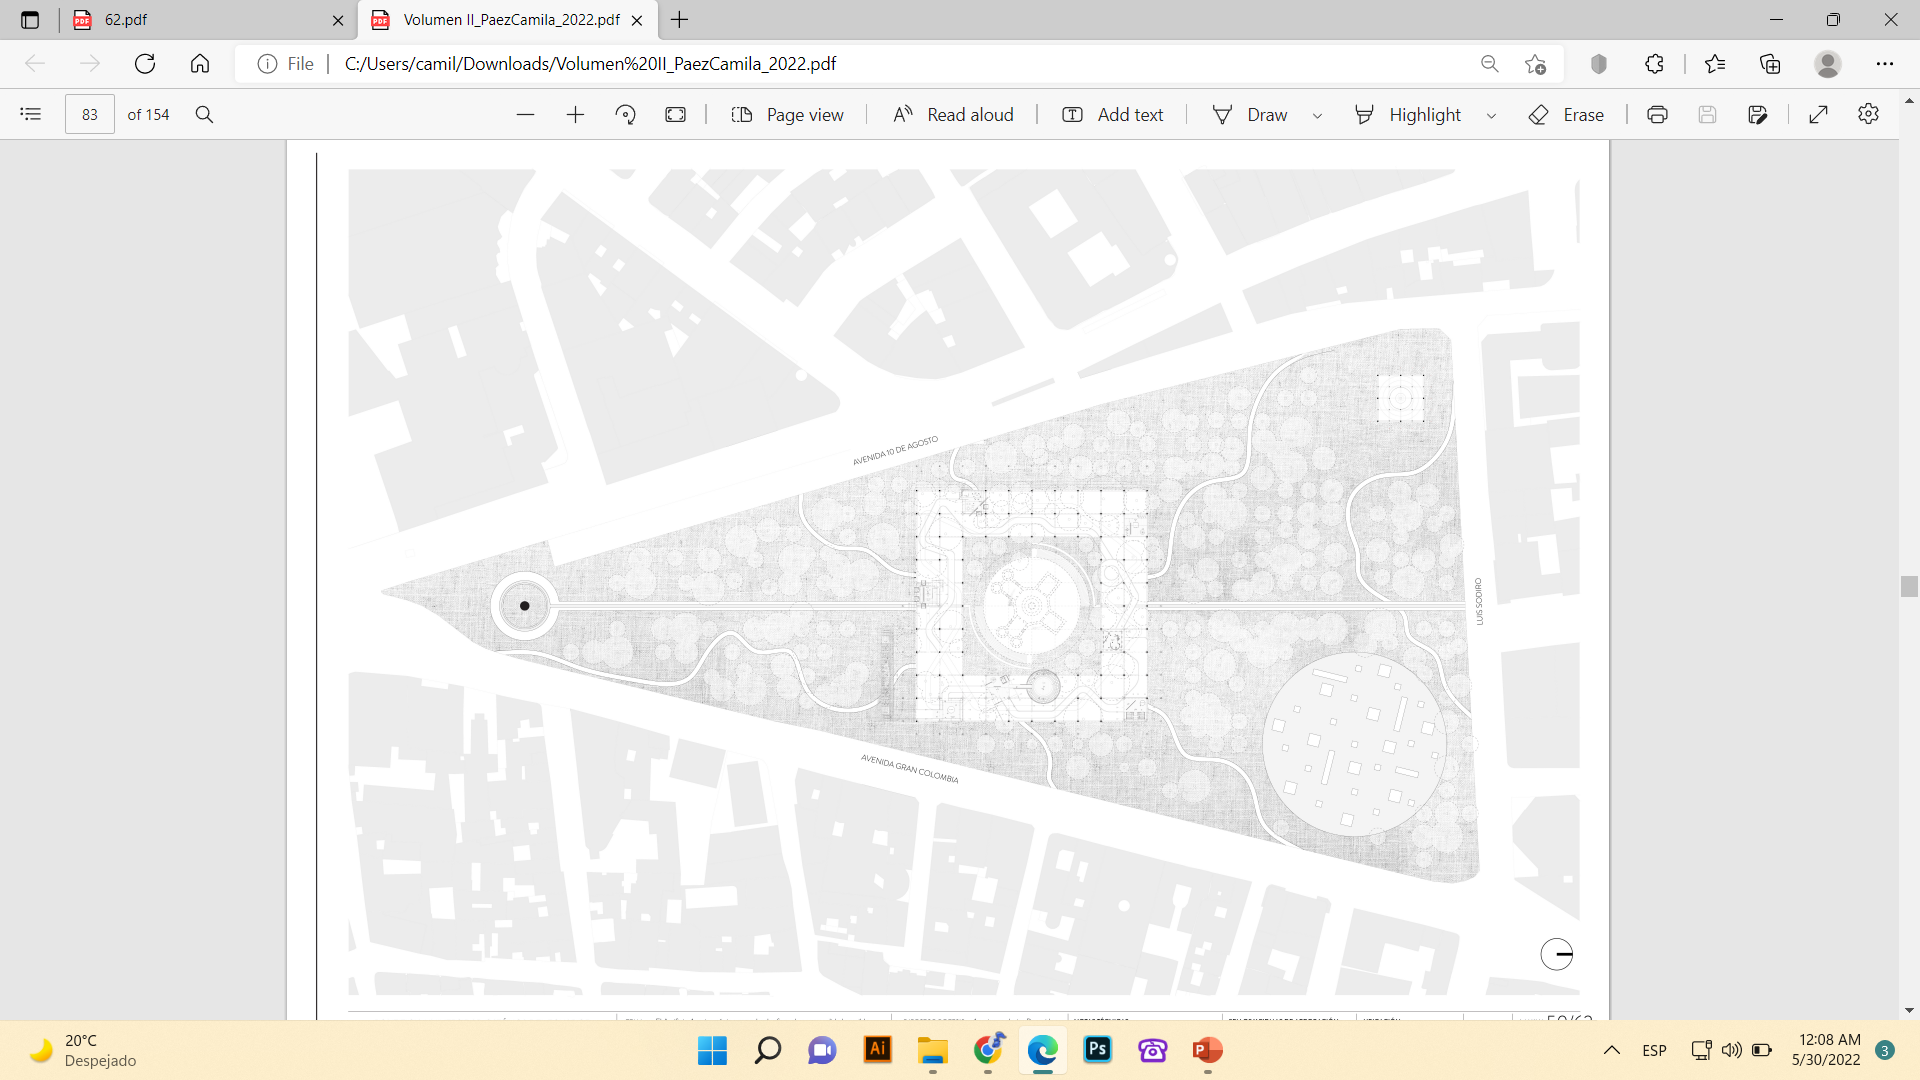 62.pdf
Volumen II_PaezCamila_2022.pdf
File
C:/Users/camil/Downloads/Volumen%20II_PaezCamila_2022.pdf
83
of 154
Page view
Read aloud
Add text
Draw
Highlight
Erase
AVENIDA 10 DE AGOSTO
LUIS SODIRO
AVENIDA GRAN COLOMBIA
20°C
Despejado
Ai
Ps
ESP
12:08 AM
5/30/2022
3